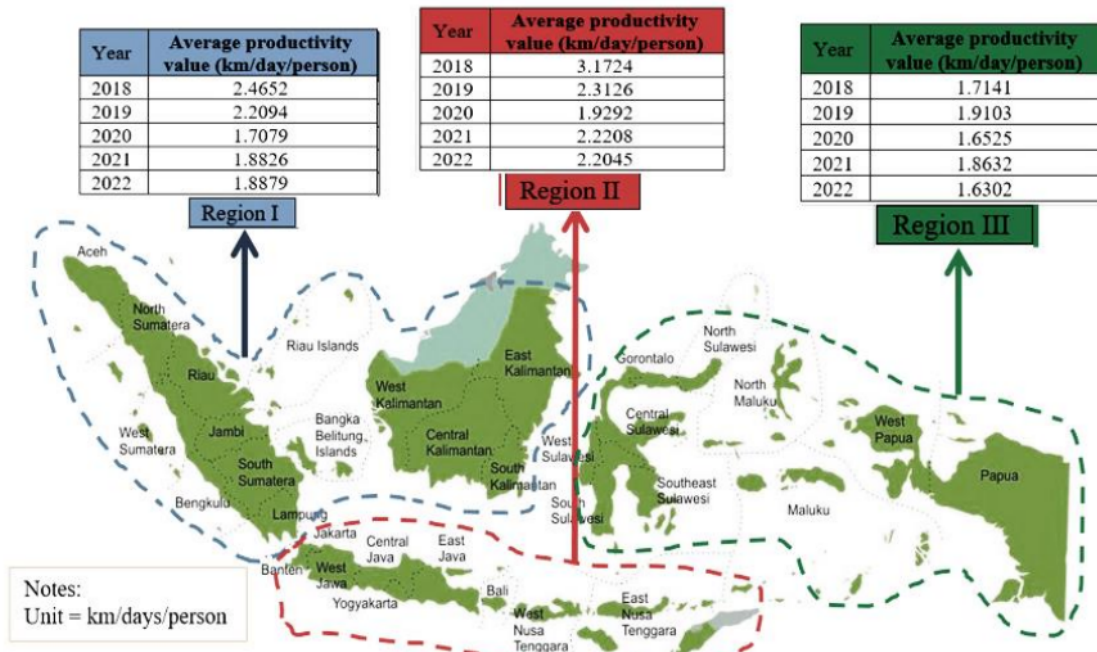 Year Average productivity
value (km/day/person)
2018 2.4652
2019 2.2094
2020 1.7079
2021 1.8826
2022 1.8879
Region I
Year Average productivity
value (km/day/person)
2018 3.1724
2019 2.3126
2020 1.9292
2021 2.2208
2022 2.2045
Region II
Year Average productivity
value (km/day/person)
2018 1.7141
2019 1.9103
2020 1.6525
2021 1.8632
2022 1.6302
Region III
Aceh
North
Sumatera
Riau Islands
Riau
West
Sumatera
Jambi
Bangka
Belitung
Islands
South
Sumatera
Bengkulu
Lampung
West
Kalimantan
East
Kalimantan
Central
Kalimantan
South
Kalimantan
North
Sulawesi
Gorontalo
Central
Sulawesi
West
Sulawesi
South
Sulawesi
Southeast
Sulawesi
North
Maluku
Maluku
West
Papua
Papua
Jakarta
Banten
West
Jawa
Central
Java
Yogyakarta
East
Java
Bali
West
Nusa
Tenggara
East
Nusa
Tenggara
Notes:
Unit = km/days/person